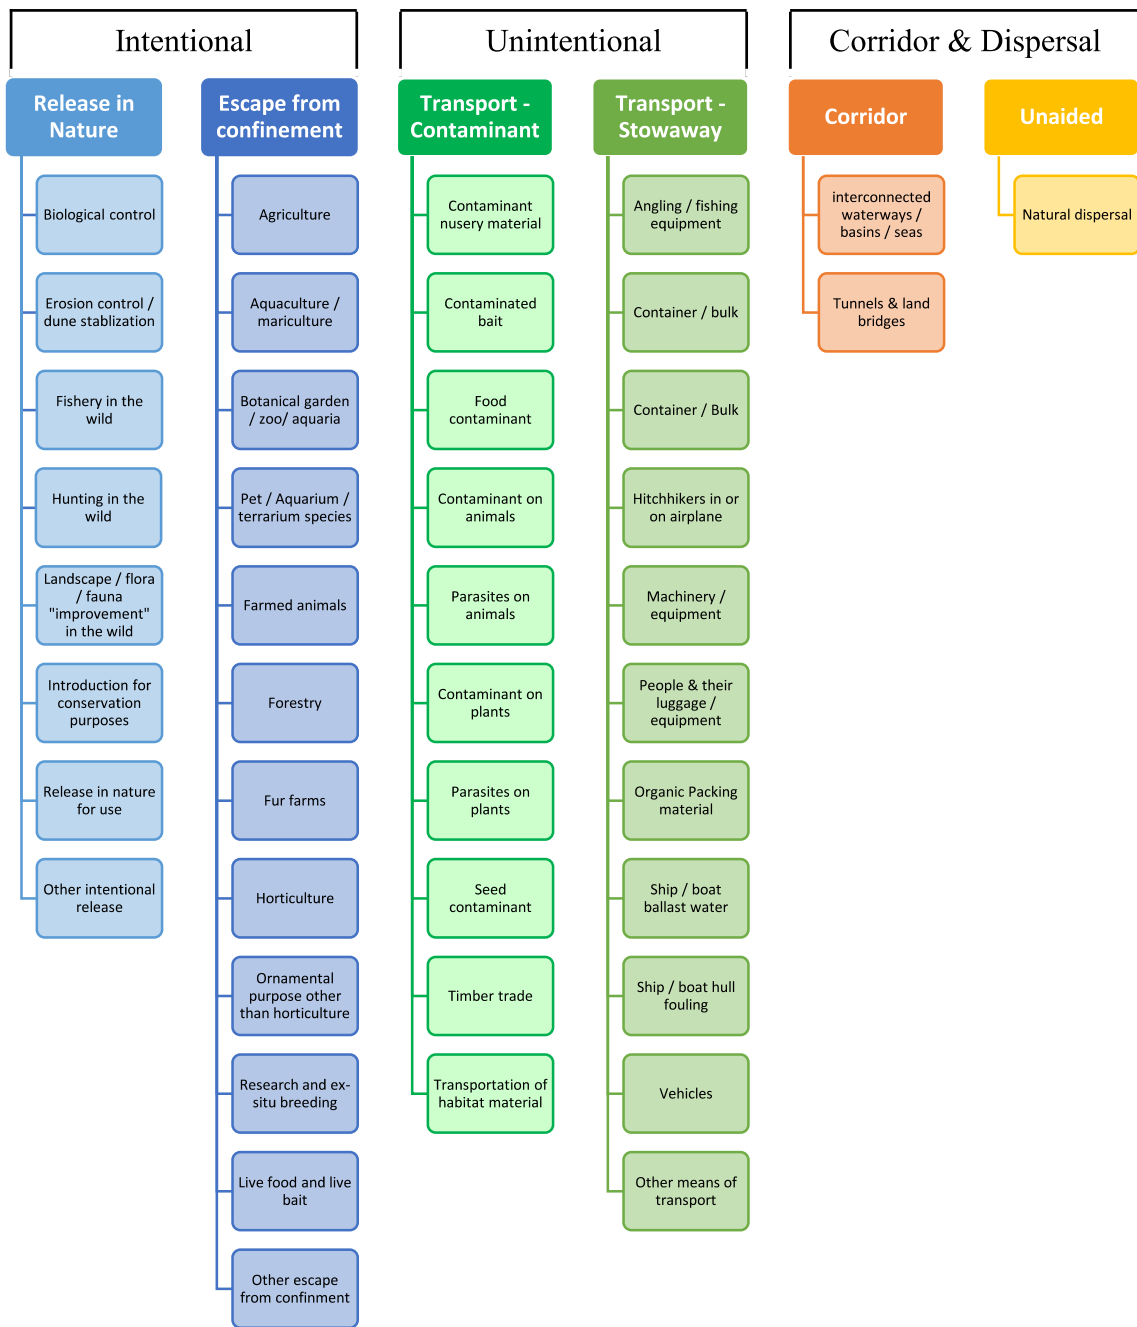 Intentional
Unintentional
Corridor & Dispersal
Release in
Nature
Biological control
Erosion control /
dune stablization
Fishery in the
wild
Hunting in the
wild
Landscape / flora
/ fauna
"improvement"
in the wild
Introduction for
conservation
purposes
Release in nature
for use
Other intentional
release
Escape from
confinement
Agriculture
Aquaculture /
mariculture
Botanical garden
/ zoo/ aquaria
Pet / Aquarium /
terrarium species
Farmed animals
Forestry
Fur farms
Horticulture
Ornamental
purpose other
than horticulture
Research and ex-
situ breeding
Live food and live
bait
Other escape
from confinment
Transport -
Contaminant
Contaminant
nusery material
Contaminated
bait
Food
contaminant
Contaminant on
animals
Parasites on
animals
Contaminant on
plants
Parasites on
plants
Seed
contaminant
Timber trade
Transportation of
habitat material
Transport -
Stowaway
Angling / fishing
equipment
Container / bulk
Container / Bulk
Hitchhikers in or
on airplane
Machinery /
equipment
People & their
luggage /
equipment
Organic Packing
material
Ship / boat
ballast water
Ship / boat hull
fouling
Vehicles
Other means of
transport
Corridor
interconnected
waterways /
basins / seas
Tunnels & land
bridges
Unaided
Natural dispersal